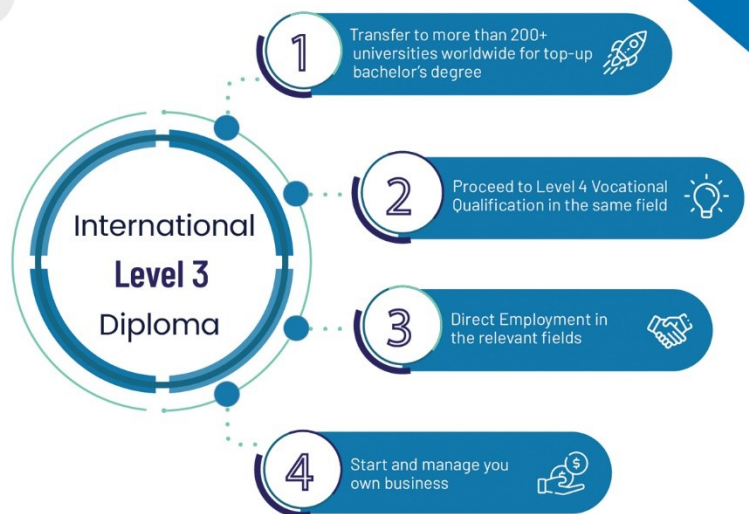 International
Level 3
Diploma
1
Transfer to more than 200+
universities worldwide for top-up
bachelor's degree
2
Proceed to Level 4 Vocational
Qualification in the same field
3
Direct Employment in
the relevant fields
4
Start and manage you
own business
$
$